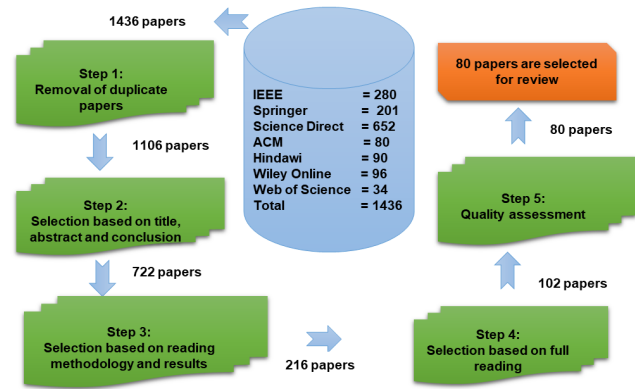 1436 papers
Step 1:
Removal of duplicate
papers
1106 papers
Step 2:
Selection based on title,
abstract and conclusion
722 papers
Step 3:
Selection based on reading
methodology and results
216 papers
IEEE = 280
Springer = 201
Science Direct = 652
ACM = 80
Hindawi = 90
Wiley Online = 96
Web of Science = 34
Total = 1436
Step 4:
Selection based on full
reading
102 papers
Step 5:
Quality assessment
80 papers
80 papers are selected
for review